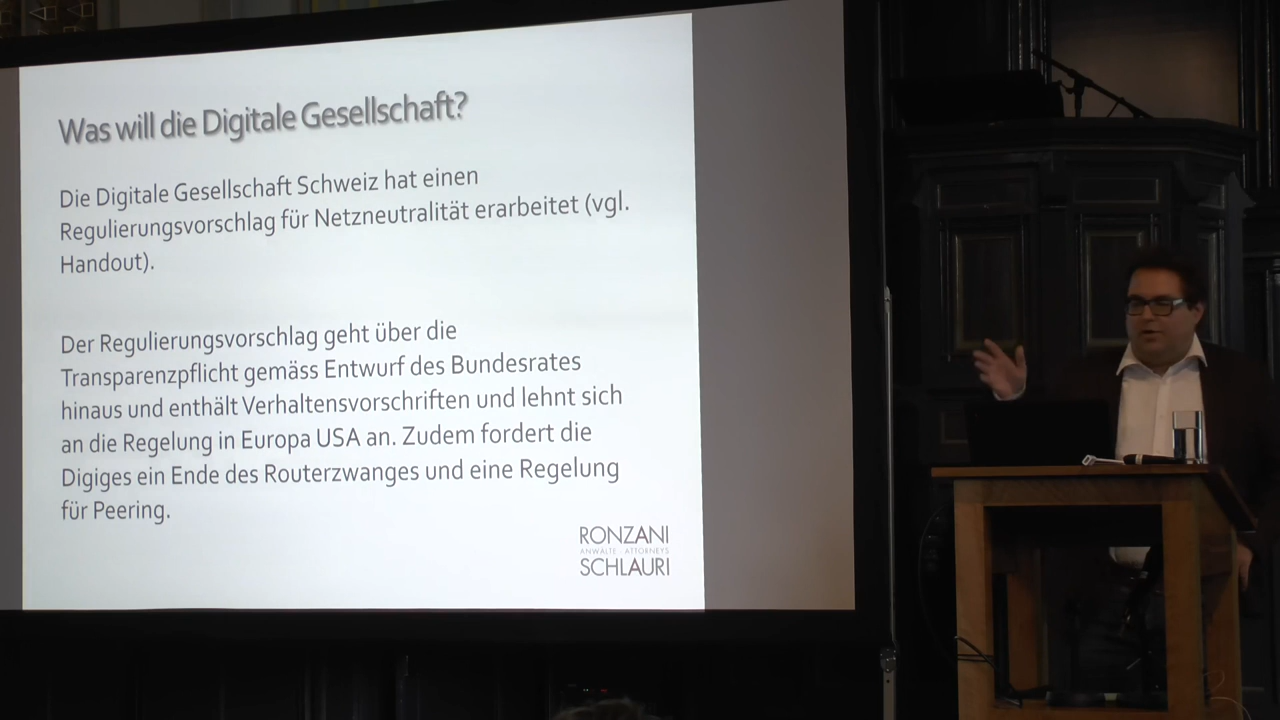 Was will die Digitale Gesellschaft?
Die Digitale Gesellschaft Schweiz hat einen
Regulierungsvorschlag für Netzneutralität erarbeitet (vgl.
Handout).
Der Regulierungsvorschlag geht über die
Transparenzpflicht gemäss Entwurf des Bundesrates
hinaus und enthält Verhaltensvorschriften und lehnt sich
an die Regelung in Europa USA an. Zudem fordert die
Digiges ein Ende des Routerzwanges und eine Regelung
für Peering.
RONZANI
ANWÄLTE ATTORNEYS
SCHLAURI